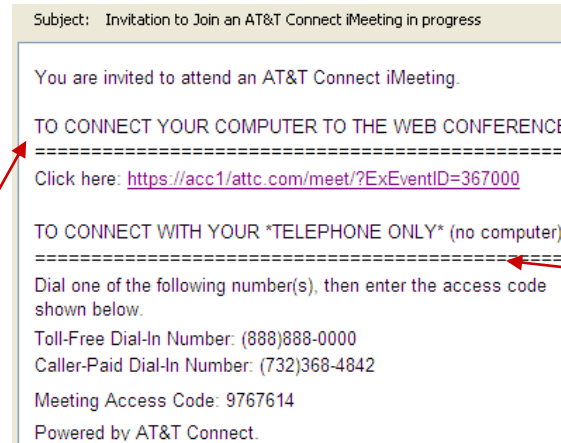 Subject: Invitation to Join an AT&T Connect iMeeting in progress
You are invited to attend an AT&T Connect iMeeting.
TO CONNECT YOUR COMPUTER TO THE WEB CONFERENCE
================================================
Click here: https://acc1/attc.com/meet/?ExEventID=367000
TO CONNECT WITH YOUR *TELEPHONE ONLY* (no computer)
================================================
Dial one of the following number(s), then enter the access code
shown below.
Toll-Free Dial-In Number: (888)888-0000
Caller-Paid Dial-In Number: (732)368-4842
Meeting Access Code: 9767614
Powered by AT&T Connect.